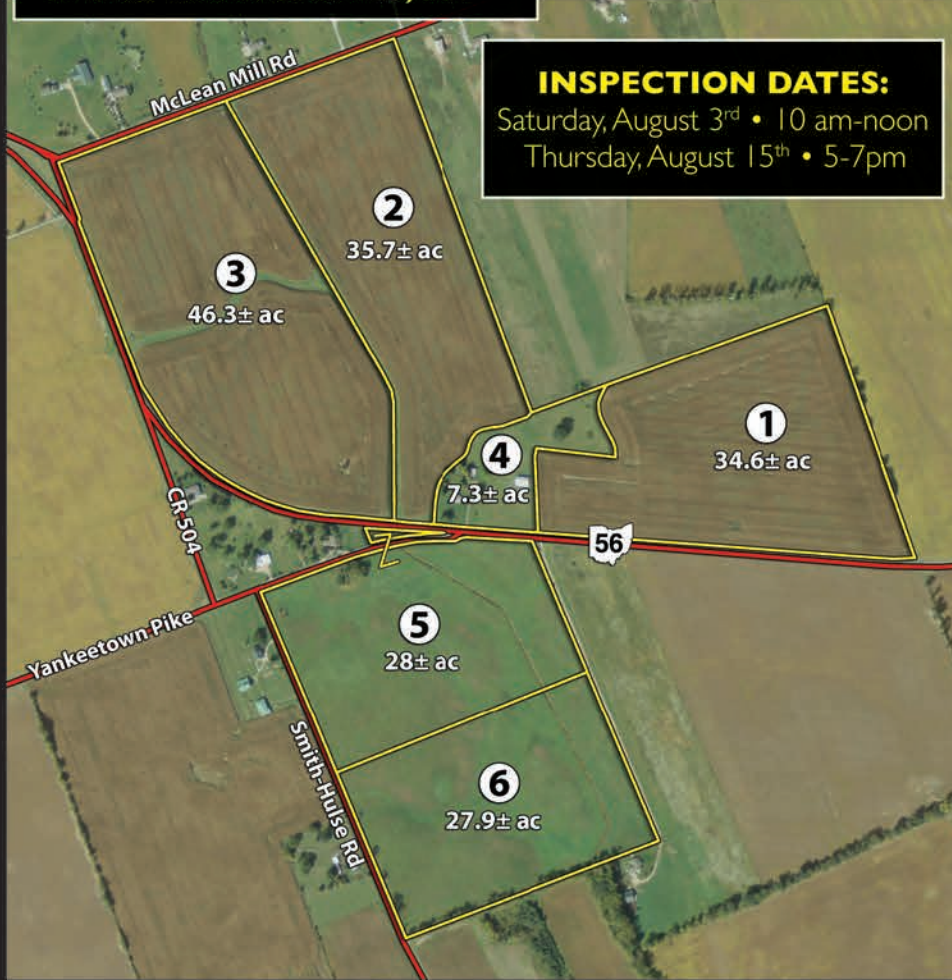 INSPECTION DATES:
Saturday, August 3rd • 10 am-noon
Thursday, August 15th • 5-7pm
McLean Mill Rd
2
35.7± ac
3
46.3± ac
1
34.6± ac
4
7.3± ac
CR 504
56
Yankeetown Pike
5
28± ac
Smith-Hulse Rd
6
27.9± ac